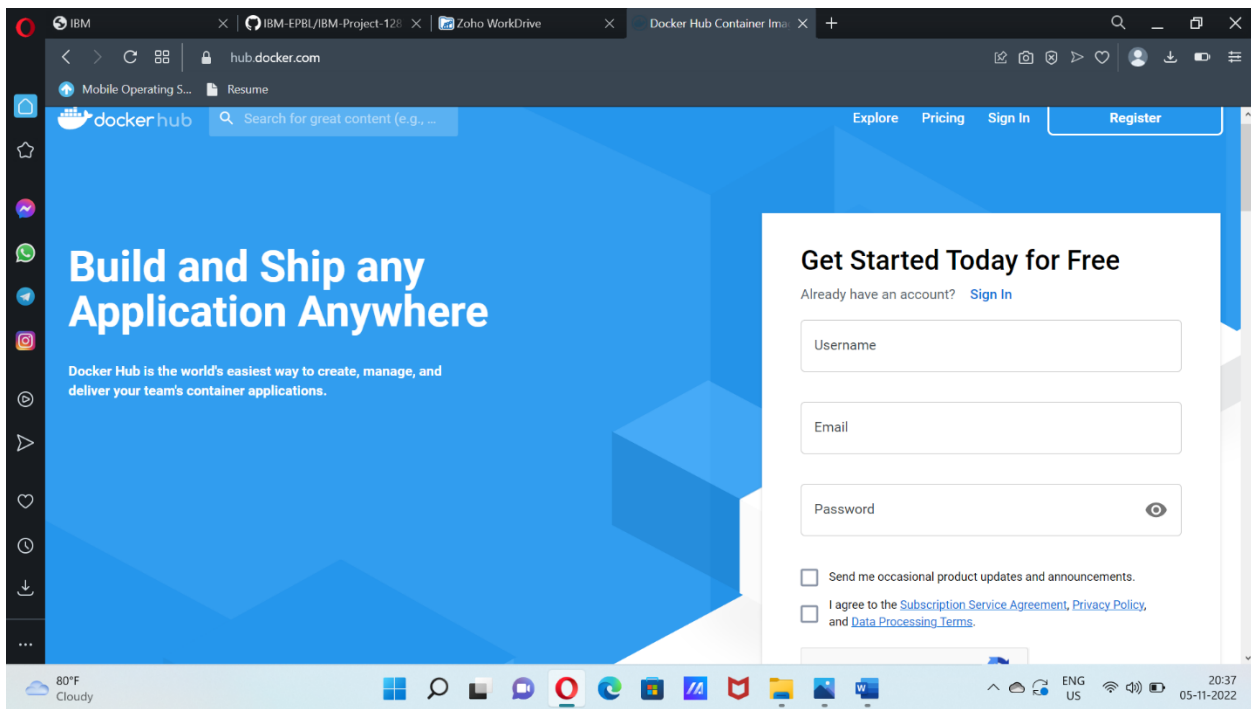 IBM
IBM-EPBL/IBM-Project-128
Zoho WorkDrive
Docker Hub Container Ima
hub.docker.com
Mobile Operating S...
Resume
docker hub
Search for great content (e.g., ...
Explore
Pricing
Sign In
Register
Build and Ship any
Application Anywhere
Docker Hub is the world's easiest way to create, manage, and
deliver your team's container applications.
Get Started Today for Free
Already have an account? Sign In
Username
Email
Password
Send me occasional product updates and announcements.
I agree to the Subscription Service Agreement, Privacy Policy,
and Data Processing Terms.
80°F
Cloudy
ENG
US
20:37
05-11-2022